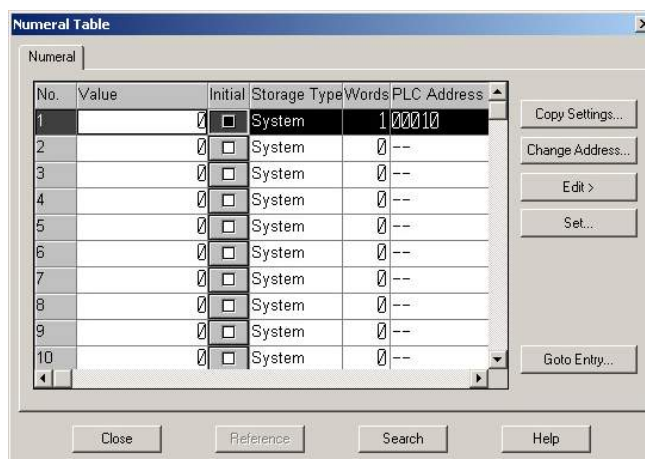 Numeral Table
Numeral
No. Value Initial Storage Type Words PLC Address
1 0 System 1 00010
2 0 System 0 --
3 0 System 0 --
4 0 System 0 --
5 0 System 0 --
6 0 System 0 --
7 0 System 0 --
8 0 System 0 --
9 0 System 0 --
10 0 System 0 --
Copy Settings...
Change Address...
Edit >
Set...
Goto Entry...
Close Reference Search Help